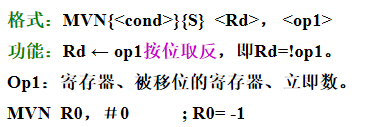 格式：MVN{<cond>}{S}  <Rd>， <op1>
功能：Rd ← op1按位取反，即Rd=!op1。
Op1：寄存器、被移位的寄存器、立即数。
MVN  R0，＃0          ; R0= -1